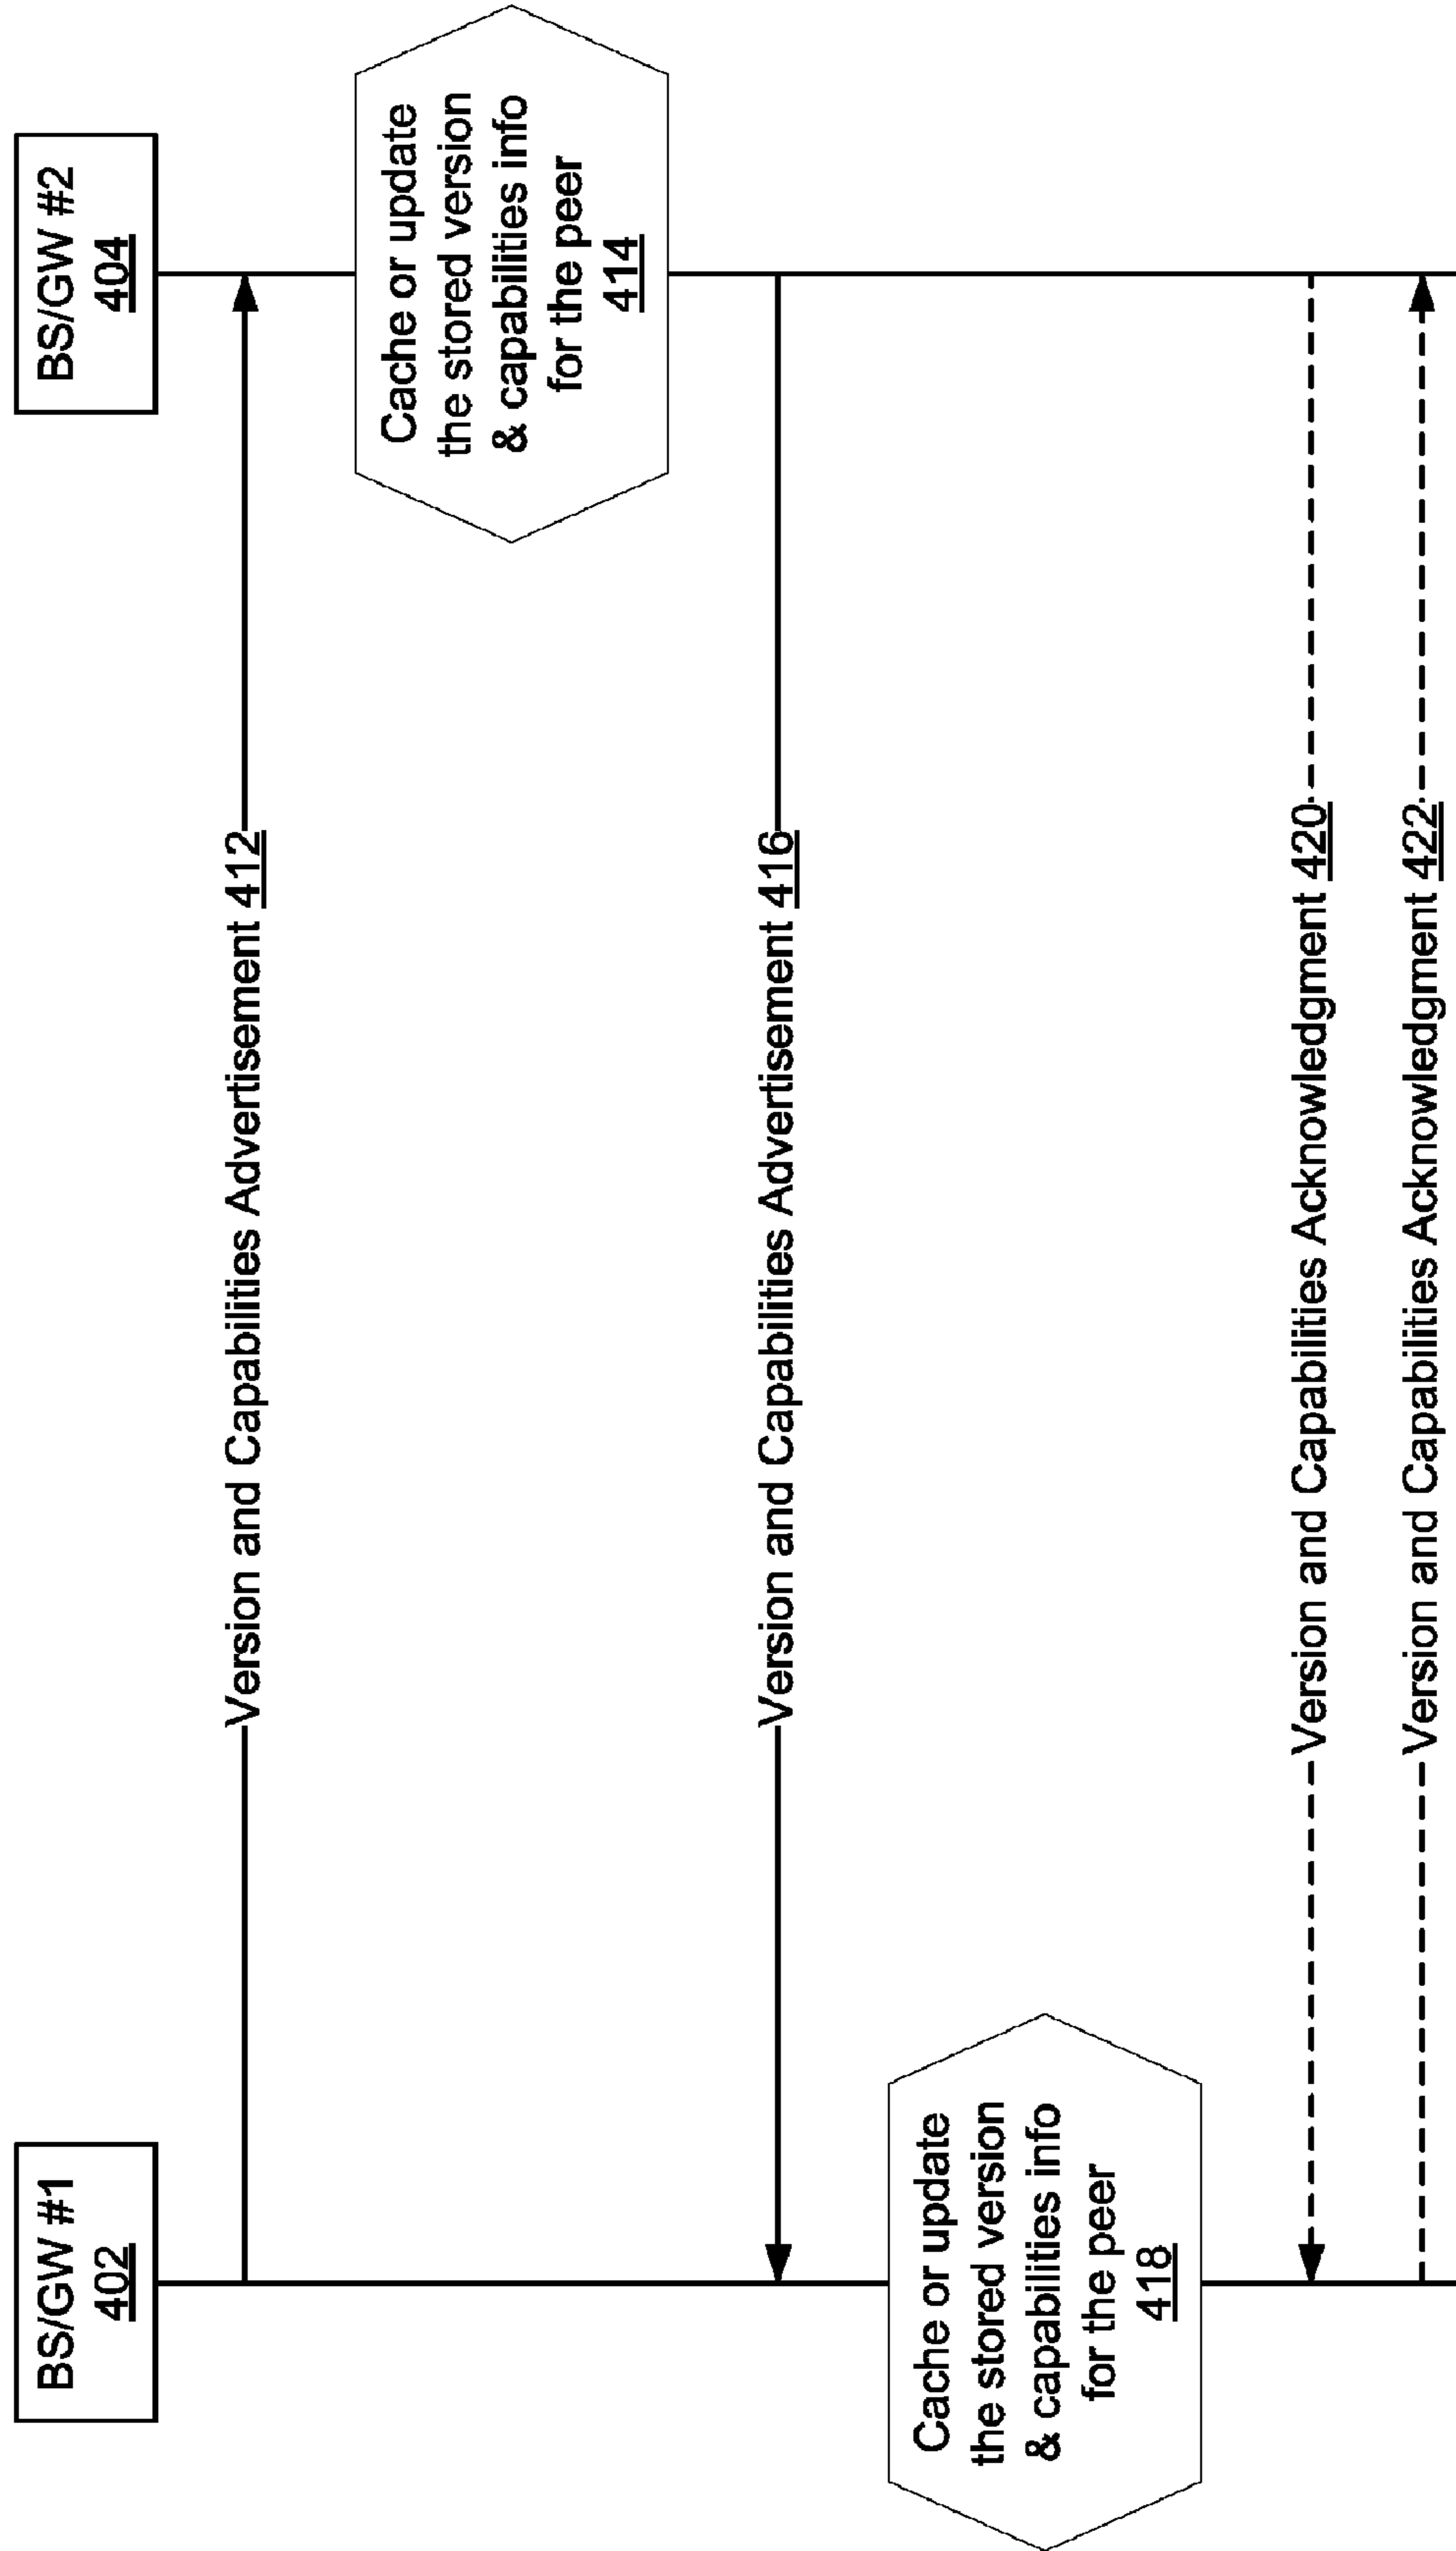 BS/GW #1
402
BS/GW #2
404
Version and Capabilities Advertisement 412
Cache or update
the stored version
& capabilities info
for the peer
414
Version and Capabilities Advertisement 416
Cache or update
the stored version
& capabilities info
for the peer
418
Version and Capabilities Acknowledgment 420
Version and Capabilities Acknowledgment 422